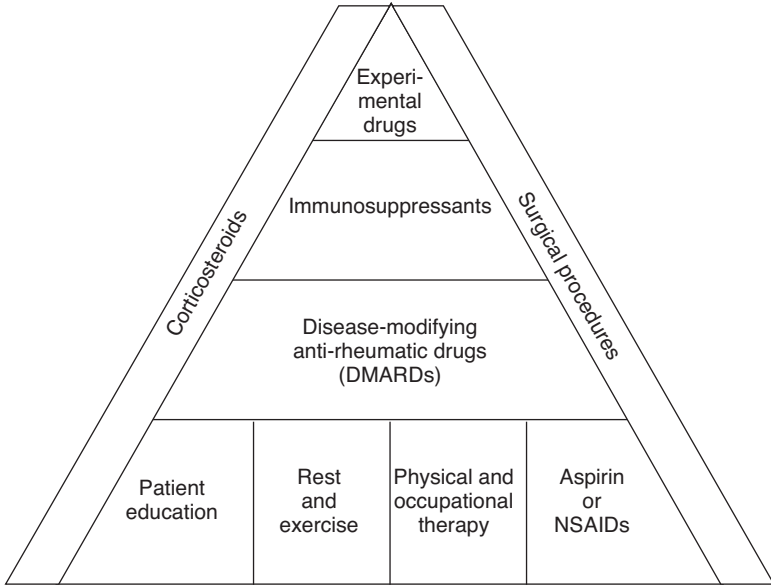 Experi-
mental
drugs
Immunosuppressants
Corticosteroids
Surgical procedures
Disease-modifying
anti-rheumatic drugs
(DMARDs)
Patient
education
Rest
and
exercise
Physical and
occupational
therapy
Aspirin
or
NSAIDs